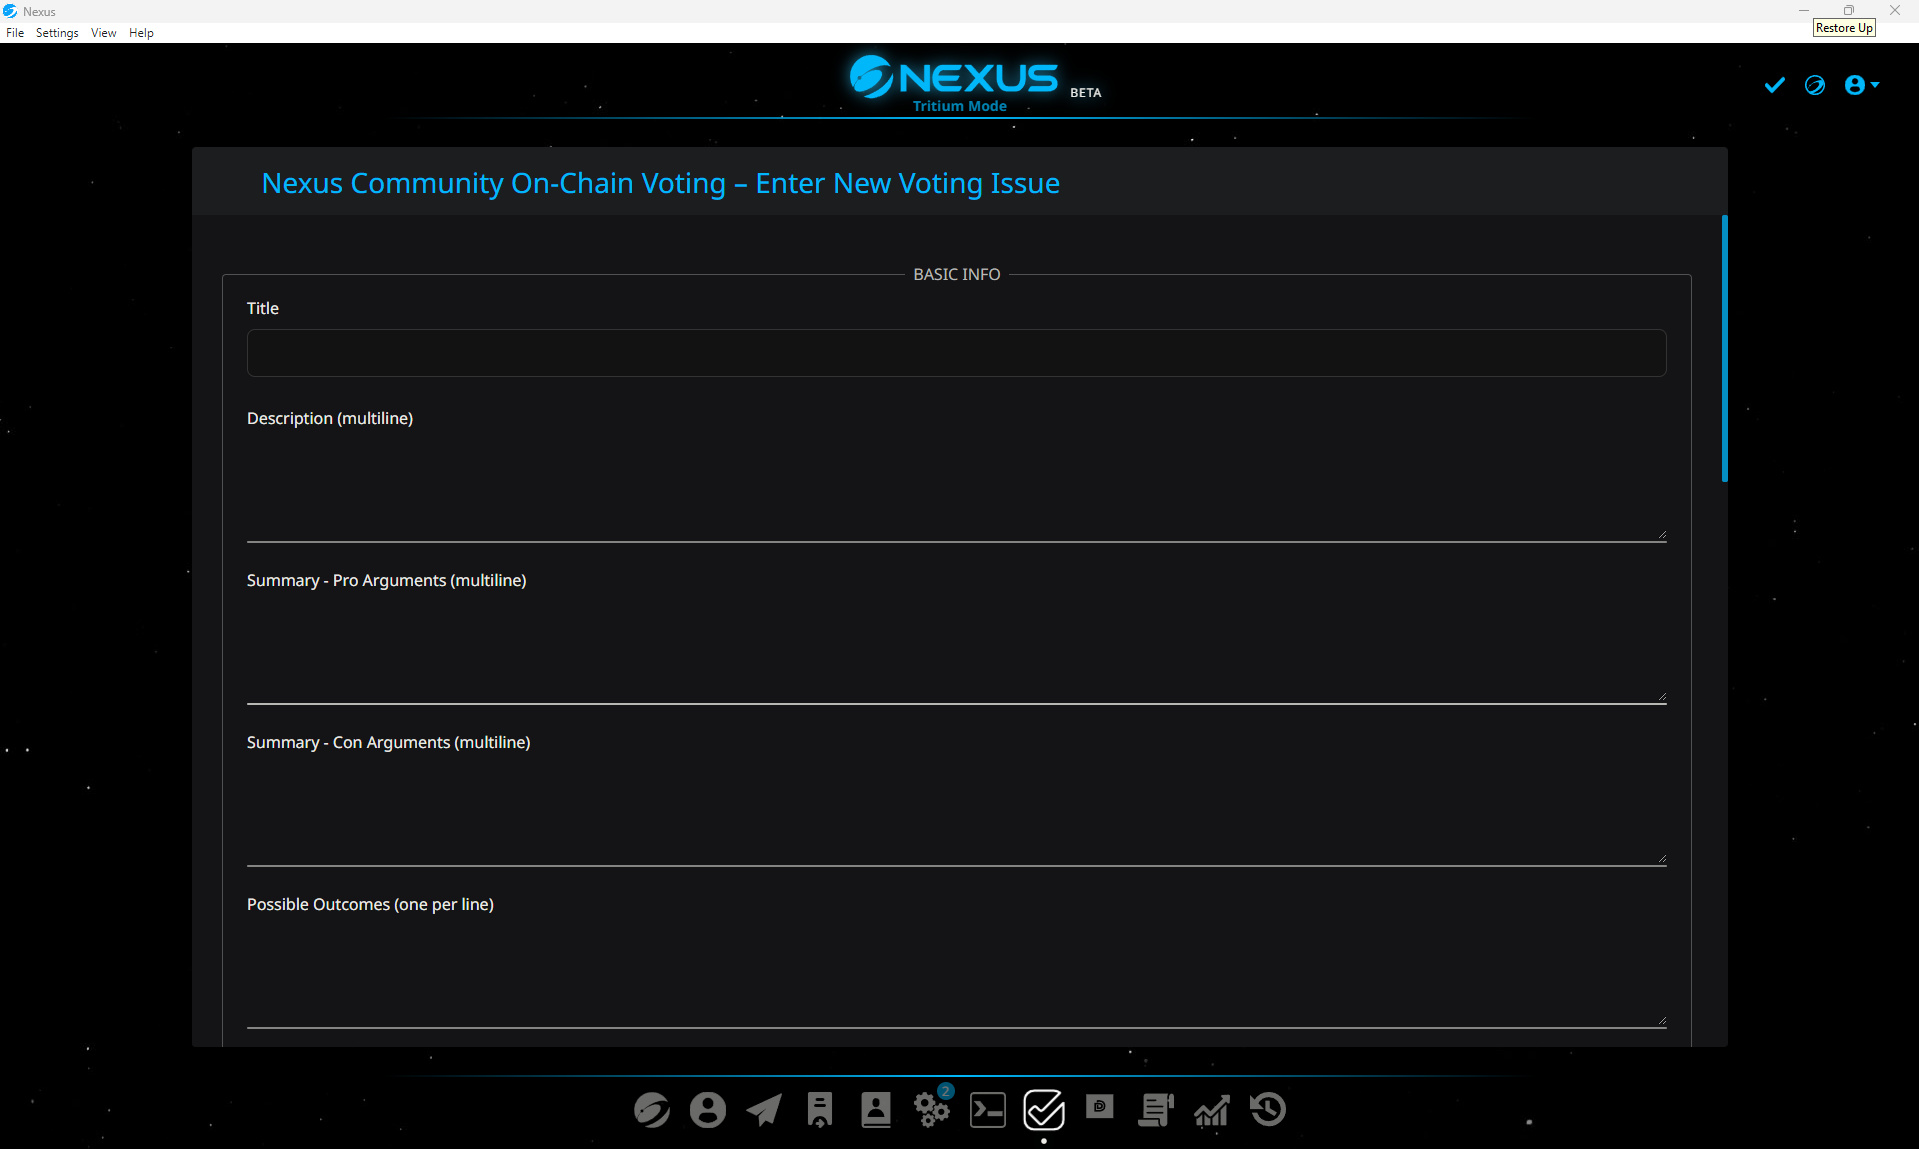 Nexus
File Settings View Help
Restore Up
NEXUS BETA
Tritium Mode
Nexus Community On-Chain Voting – Enter New Voting Issue
BASIC INFO
Title
Description (multiline)
Summary - Pro Arguments (multiline)
Summary - Con Arguments (multiline)
Possible Outcomes (one per line)
2
D